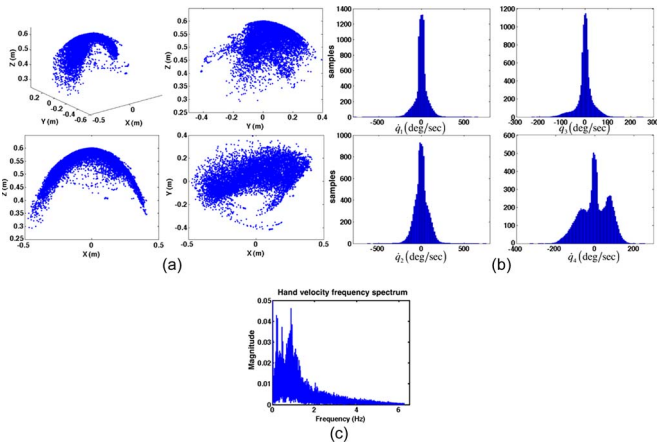 Z (m)
0.6
0.5
0.4
0.3
0.2
0
-0.5
0
Y (m)
X (m)
Z (m)
0.6
0.55
0.5
0.45
0.4
0.35
0.3
0.25
-0.4 -0.2 0 0.2 0.4
Y (m)
Z (m)
0.6
0.55
0.5
0.45
0.4
0.35
0.3
0.25
-0.5 0 0.5
X (m)
Y (m)
0.4
0.3
0.2
0.1
0
-0.1
-0.2
-0.3
-0.4
-0.5
-0.5 0 0.5
X (m)
(a)
samples
1400
1200
1000
800
600
400
200
0
-500 0 500
q̇1 (deg/sec)
1200
1000
800
600
400
200
0
-300 -200 -100 0 100 200 300
q̇3 (deg/sec)
samples
1000
800
600
400
200
0
-500 0 500
q̇2 (deg/sec)
600
500
400
300
200
100
0
-400 -200 0 200
q̇4 (deg/sec)
(b)
Hand velocity frequency spectrum
Magnitude
0.05
0.04
0.03
0.02
0.01
0
0 2 4 6
Frequency (Hz)
(c)